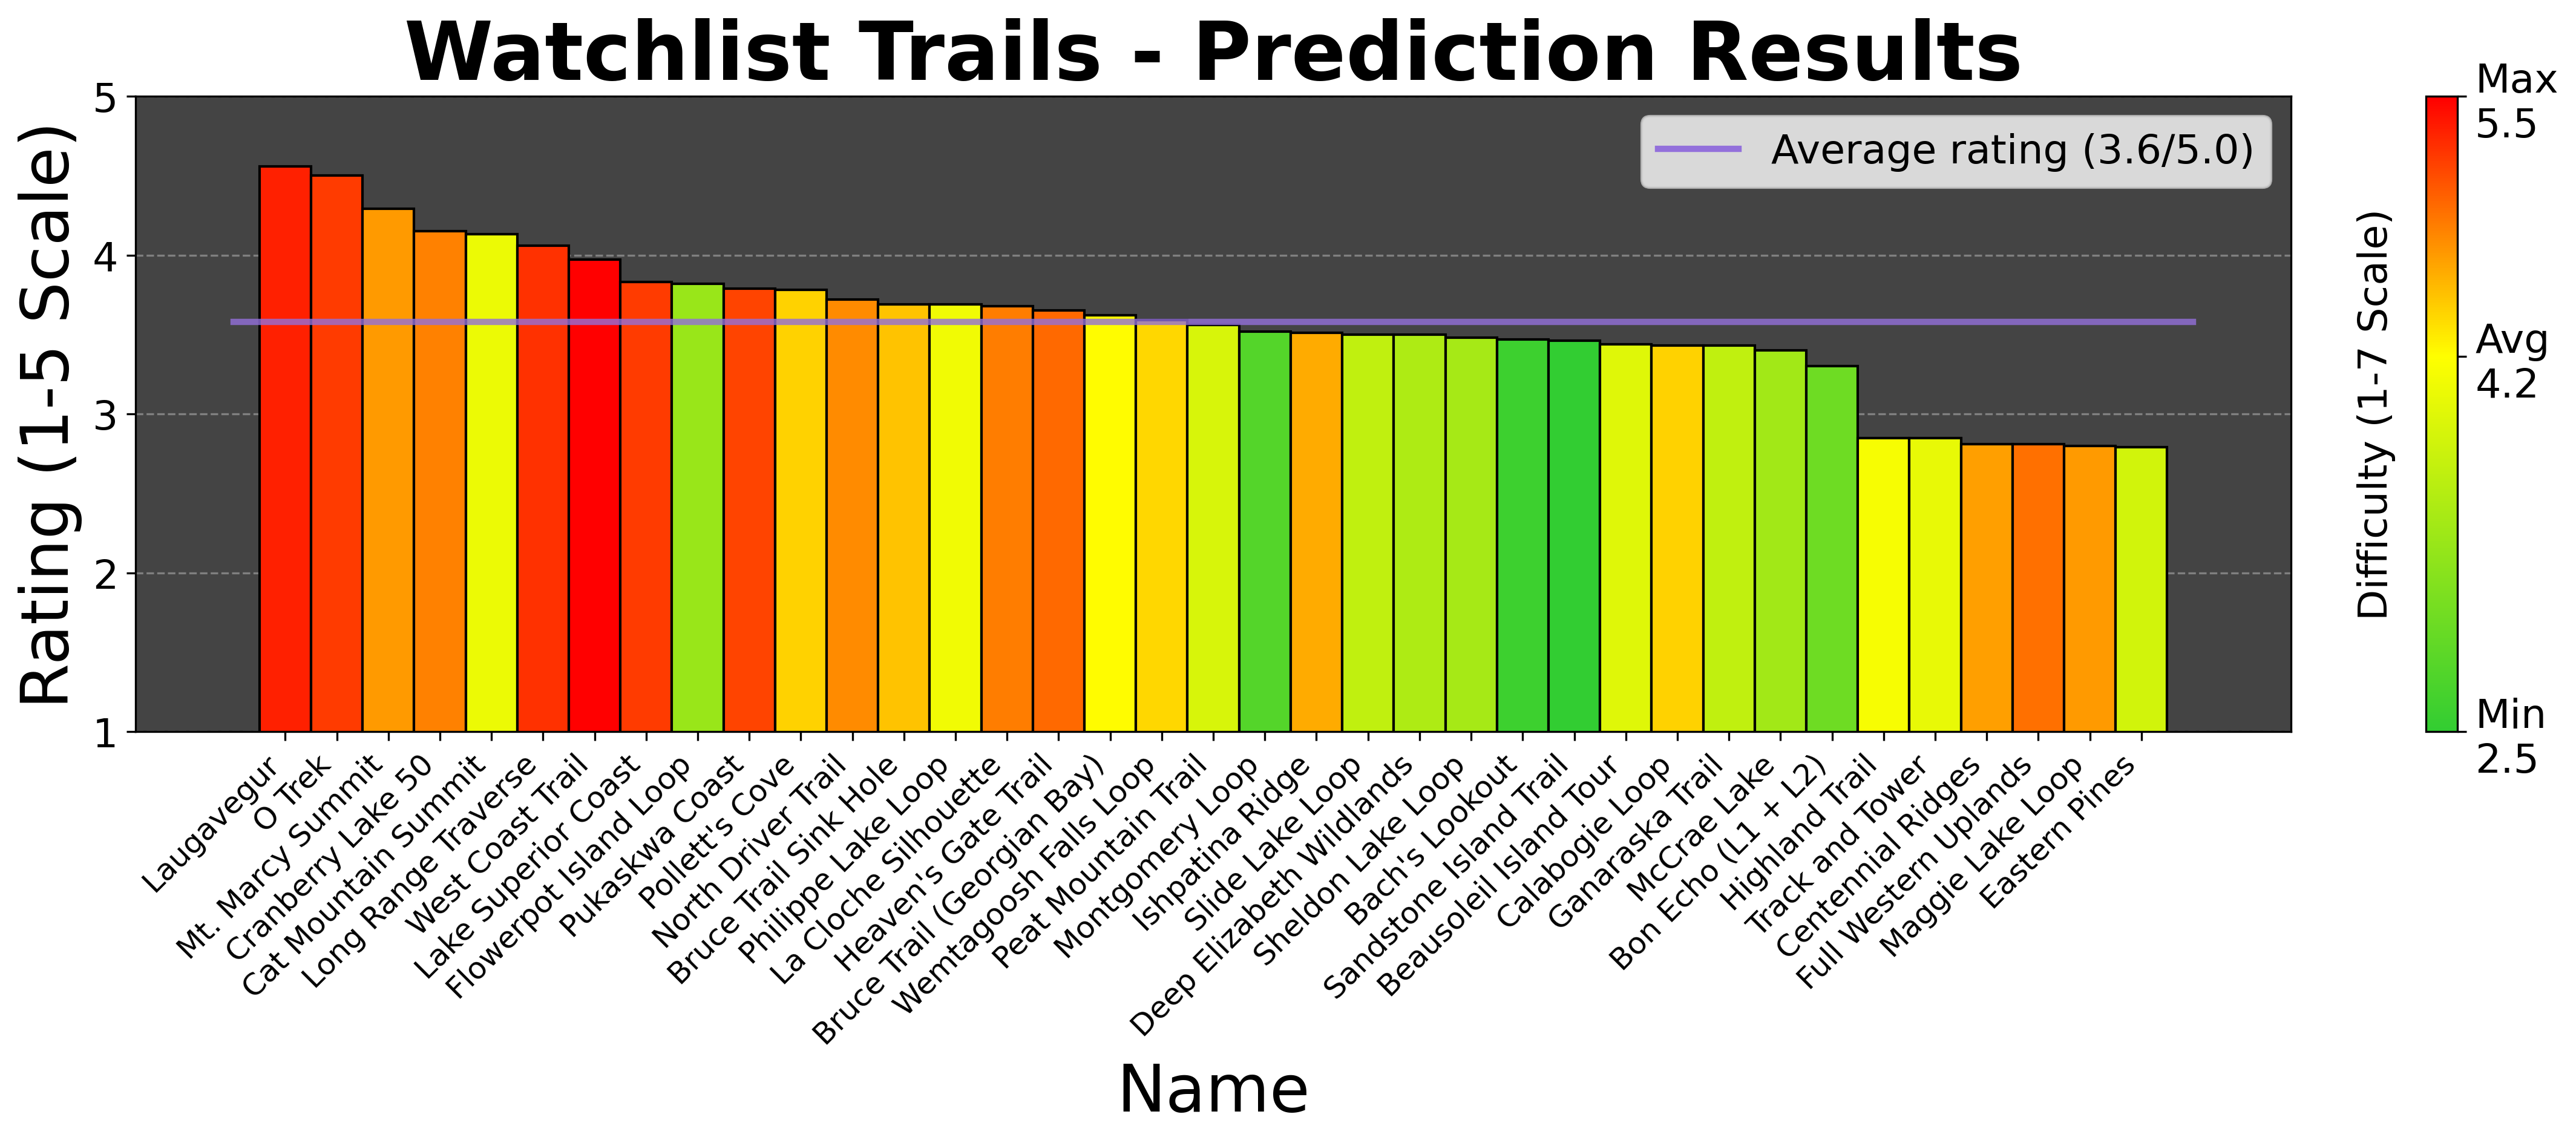 Watchlist Trails - Prediction Results
Rating (1-5 Scale)
5
4
3
2
1
Average rating (3.6/5.0)
Laugavegur
O Trek
Mt. Marcy Summit
Cranberry Lake 50
Cat Mountain Summit
Long Range Traverse
West Coast Trail
Lake Superior Coast
Flowerpot Island Loop
Pukaskwa Coast
Pollett's Cove
North Driver Trail
Bruce Trail Sink Hole
Philippe Lake Loop
La Cloche Silhouette
Heaven's Gate Trail
Bruce Trail (Georgian Bay)
Wemtagoosh Falls Loop
Peat Mountain Trail
Montgomery Loop
Ishpatina Ridge
Slide Lake Loop
Deep Elizabeth Wildlands
Sheldon Lake Loop
Bach's Lookout
Sandstone Island Trail
Beausoleil Island Tour
Calabogie Loop
Ganaraska Trail
McCrae Lake
Bon Echo (L1 + L2)
Highland Trail
Track and Tower
Centennial Ridges
Full Western Uplands
Maggie Lake Loop
Eastern Pines
Name
Difficulty (1-7 Scale)
Max
5.5
Avg
4.2
Min
2.5